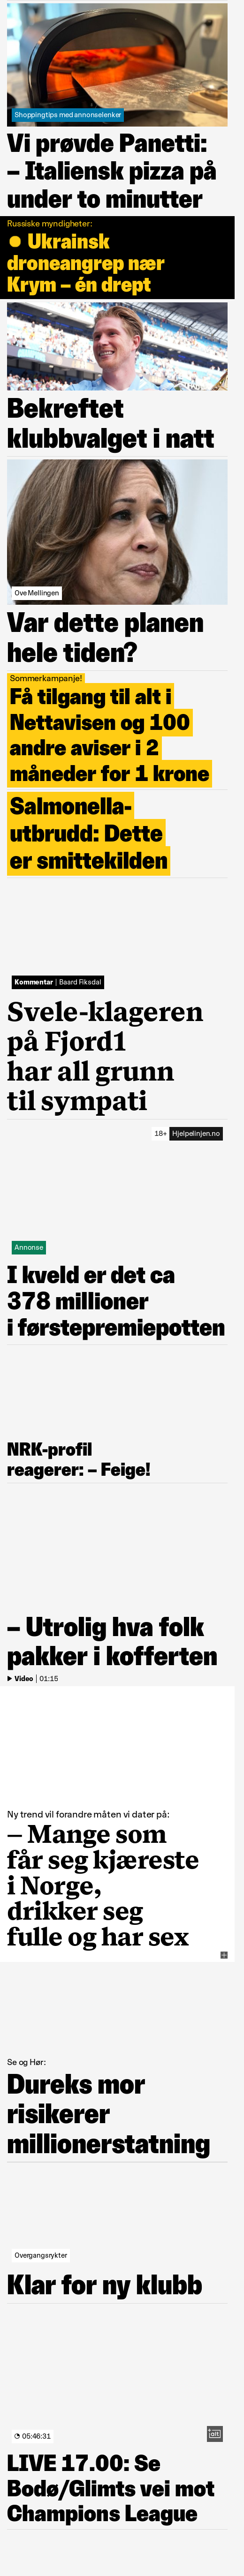 Shoppingtips med annonselenker
Vi prøvde Panetti:
– Italiensk pizza på
under to minutter
Russiske myndigheter:
Ukrainsk
droneangrep nær
Krym – én drept
Bekreftet
klubbvalget i natt
Ove Mellingen
Var dette planen
hele tiden?
Sommerkampanje!
Få tilgang til alt i
Nettavisen og 100
andre aviser i 2
måneder for 1 krone
Salmonella-
utbrudd: Dette
er smittekilden
Kommentar | Baard Fiksdal
Svele-klageren
på Fjord1
har all grunn
til sympati
18+ Hjelpelinjen.no
Annonse
I kveld er det ca
378 millioner
i førstepremiepotten
NRK-profil
reagerer: – Feige!
– Utrolig hva folk
pakker i kofferten
Video | 01:15
Ny trend vil forandre måten vi dater på:
– Mange som
får seg kjæreste
i Norge,
drikker seg
fulle og har sex
Se og Hør:
Dureks mor
risikerer
millionerstatning
Overgangsrykter
Klar for ny klubb
05:46:31
+alt
LIVE 17.00: Se
Bodø/Glimts vei mot
Champions League